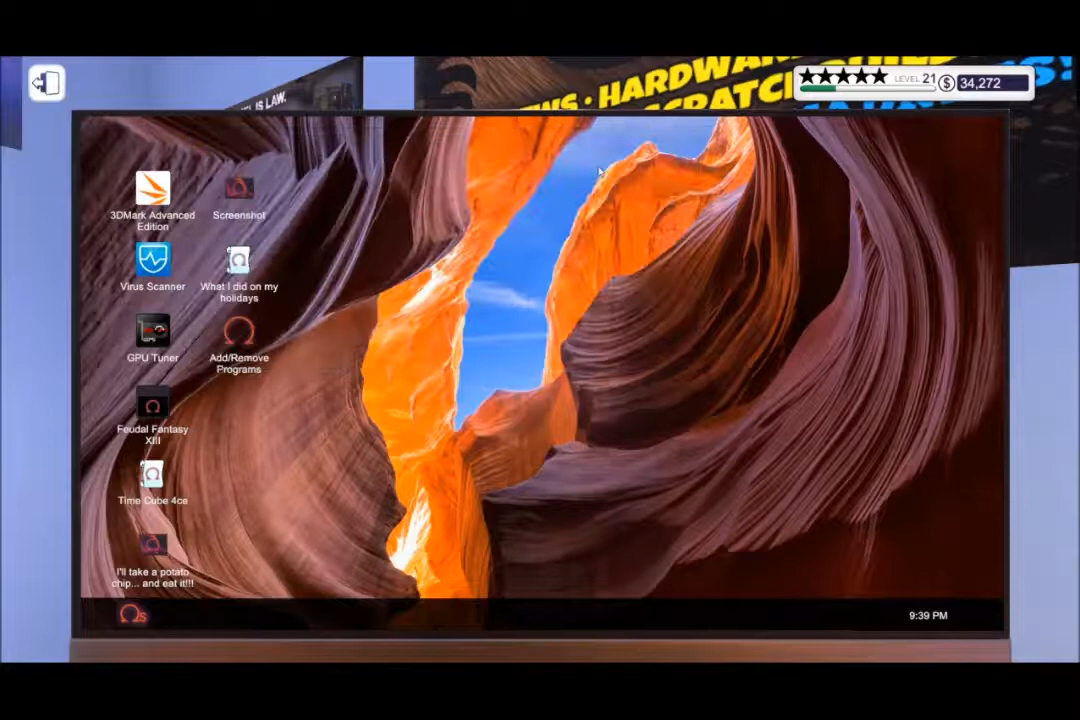 IS LAW.
HARDWAR
SCRATCH
LEVEL 21
$ 34,272
3DMark Advanced
Edition
Screenshot
Virus Scanner
What I did on my
holidays
GPU Tuner
Add/Remove
Programs
Feudal Fantasy
XIII
Time Cube 4ce
I'll take a potato
chip... and eat it!!!
Ωs
9:39 PM